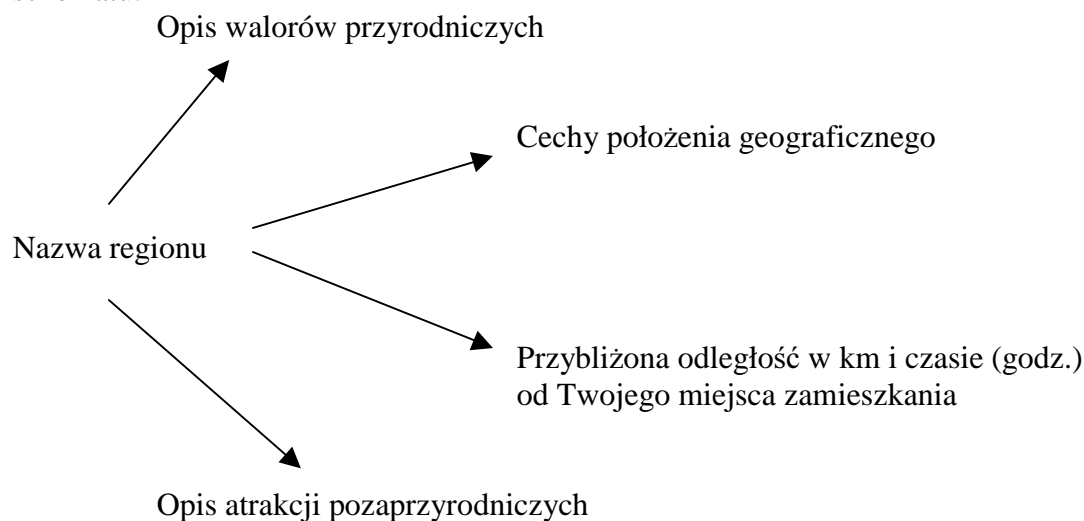 Opis walorów przyrodniczych
Cechy położenia geograficznego
Nazwa regionu
Przybliżona odległość w km i czasie (godz.)
od Twojego miejsca zamieszkania
Opis atrakcji pozaprzyrodniczych